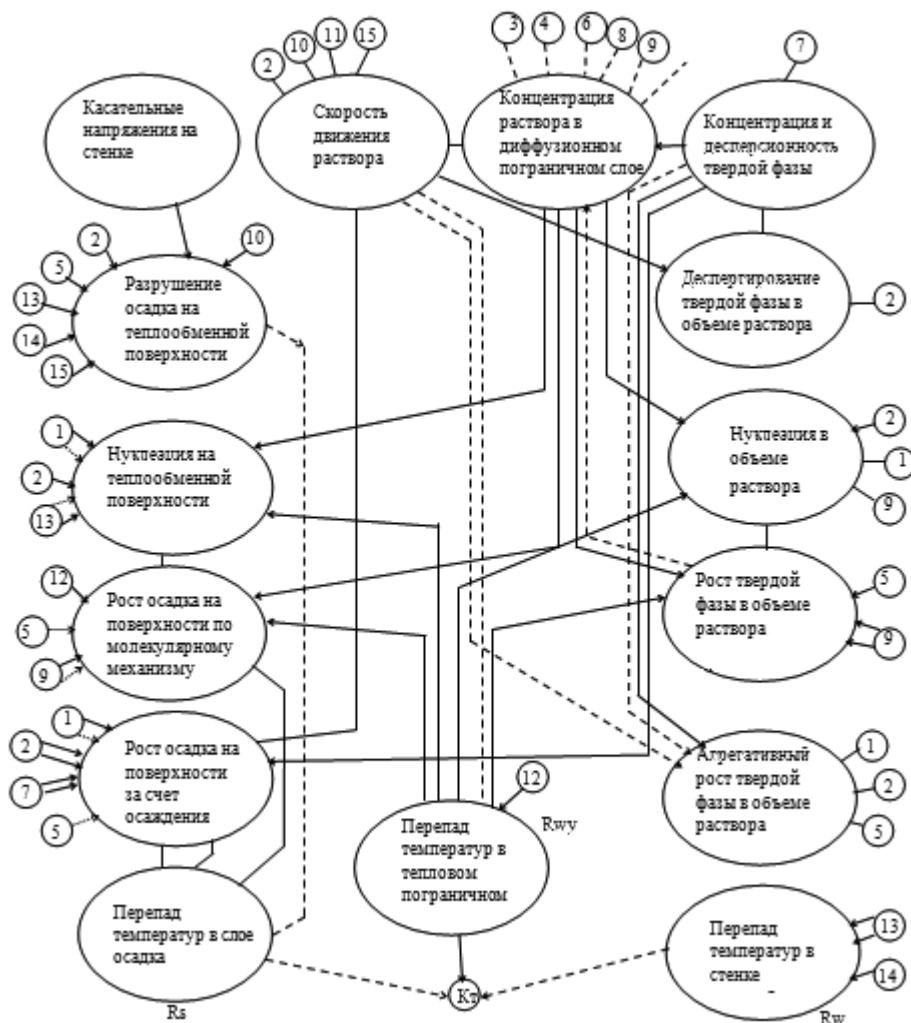 3
4
6
8
9
2
10
11
15
7
Касательные
напряжения на
стенке
Скорость
движения
раствора
Концентрация
раствора в
диффузионном
пограничном слое
Концентрация и
десперсионность
твердой фазы
2
10
5
13
14
15
Разрушение
осадка на
теплообменной
поверхности
Деспергирование
твердой фазы в
объеме раствора
2
1
2
13
Нуклеация на
теплообменной
поверхности
Нуклеация в
объеме
раствора
2
1
9
12
5
9
Рост осадка на
поверхности по
молекулярному
механизму
Рост твердой
фазы в объеме
раствора
5
9
1
2
7
5
Рост осадка на
поверхности
за счет
осаждения
12
Rwy
Перепад
температур в
тепловом
пограничном
Агрегативный
рост твердой
фазы в объеме
раствора
1
2
5
Перепад
температур в слое
осадка
Rs
Кт
Перепад
температур в
стенке
13
14
Rw